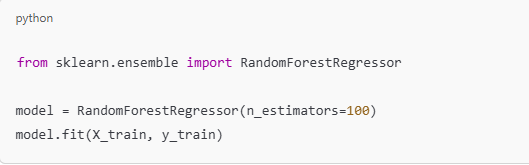 python
from sklearn.ensemble import RandomForestRegressor
model = RandomForestRegressor(n_estimators=100)
model.fit(X_train, y_train)